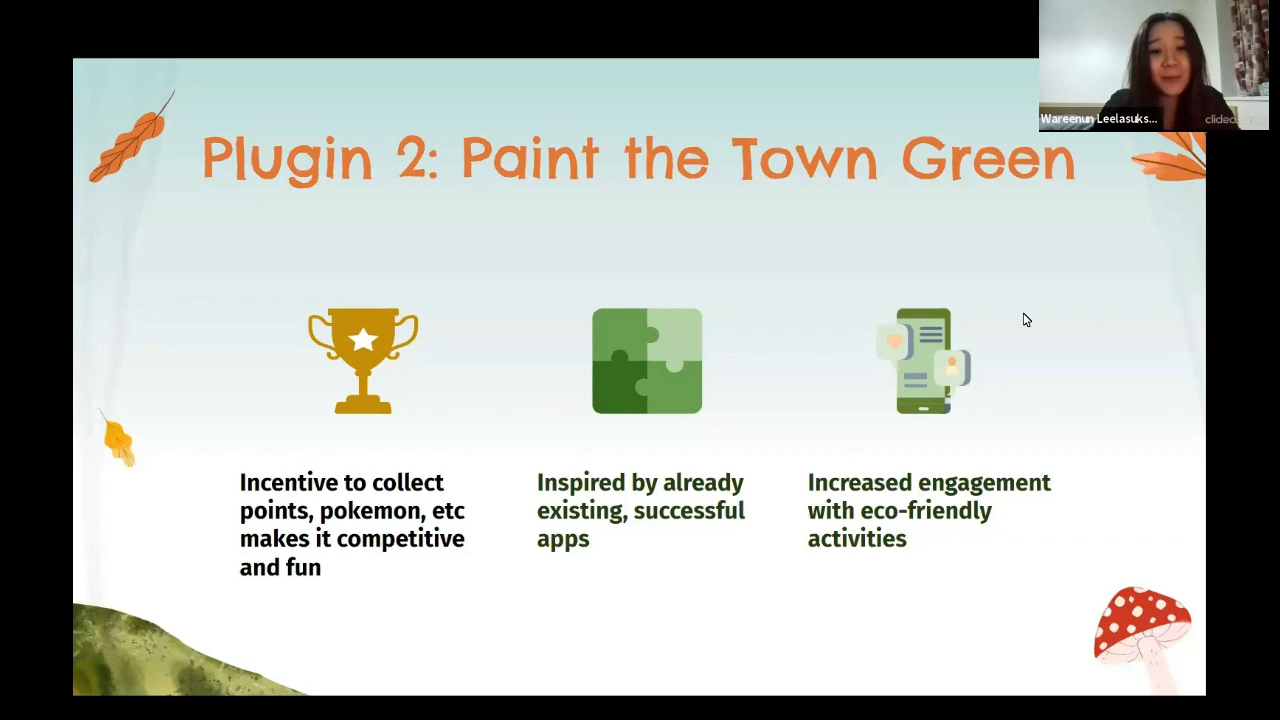 Wareenun Leelasuks...
Plugin 2: Paint the Town Green
Incentive to collect
points, pokemon, etc
makes it competitive
and fun
Inspired by already
existing, successful
apps
Increased engagement
with eco-friendly
activities